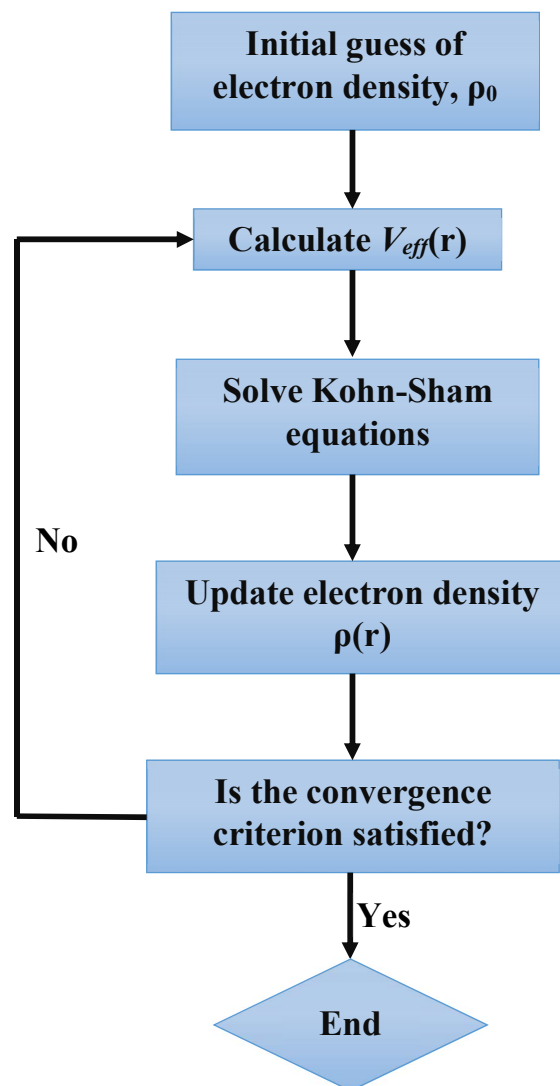 Initial guess of
electron density, ρ₀
Calculate V_eff(r)
Solve Kohn-Sham
equations
No
Update electron density
ρ(r)
Is the convergence
criterion satisfied?
Yes
End